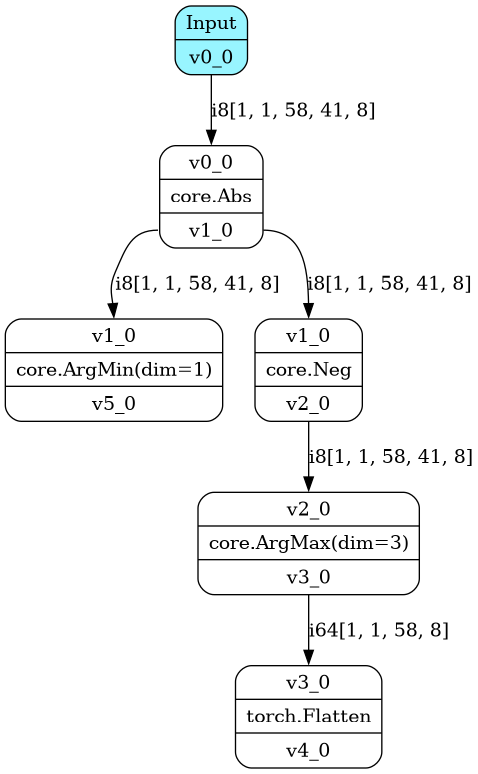 Input
v0_0
i8[1, 1, 58, 41, 8]
v0_0
core.Abs
v1_0
i8[1, 1, 58, 41, 8]
i8[1, 1, 58, 41, 8]
v1_0
core.ArgMin(dim=1)
v5_0
v1_0
core.Neg
v2_0
i8[1, 1, 58, 41, 8]
v2_0
core.ArgMax(dim=3)
v3_0
i64[1, 1, 58, 8]
v3_0
torch.Flatten
v4_0